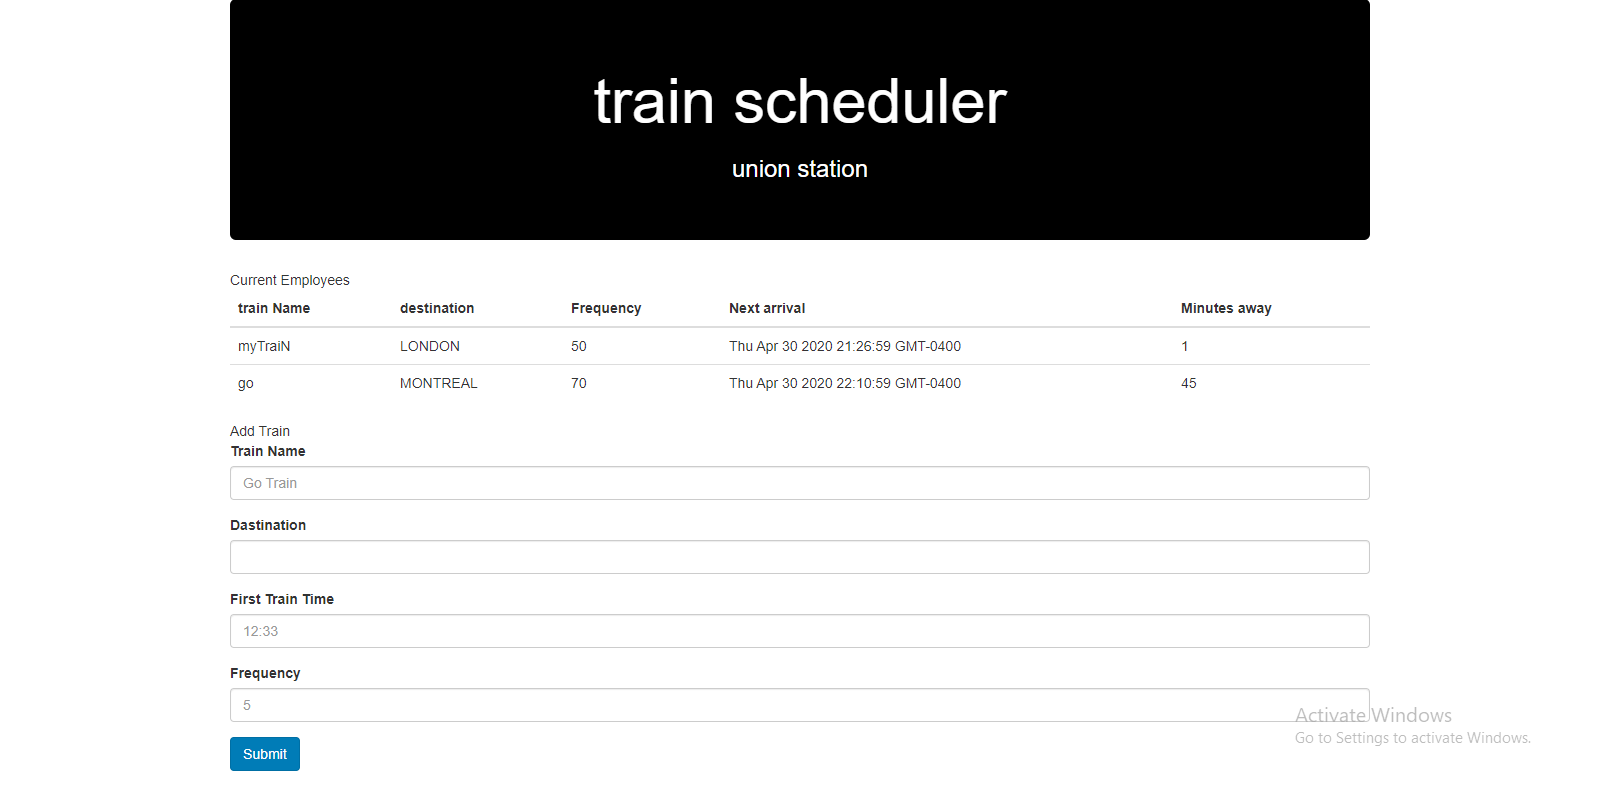 train scheduler
union station
Current Employees
train Name destination Frequency Next arrival Minutes away
myTraiN LONDON 50 Thu Apr 30 2020 21:26:59 GMT-0400 1
go MONTREAL 70 Thu Apr 30 2020 22:10:59 GMT-0400 45
Add Train
Train Name
Go Train
Dastination
First Train Time
12:33
Frequency
5
Activate Windows
Go to Settings to activate Windows.
Submit